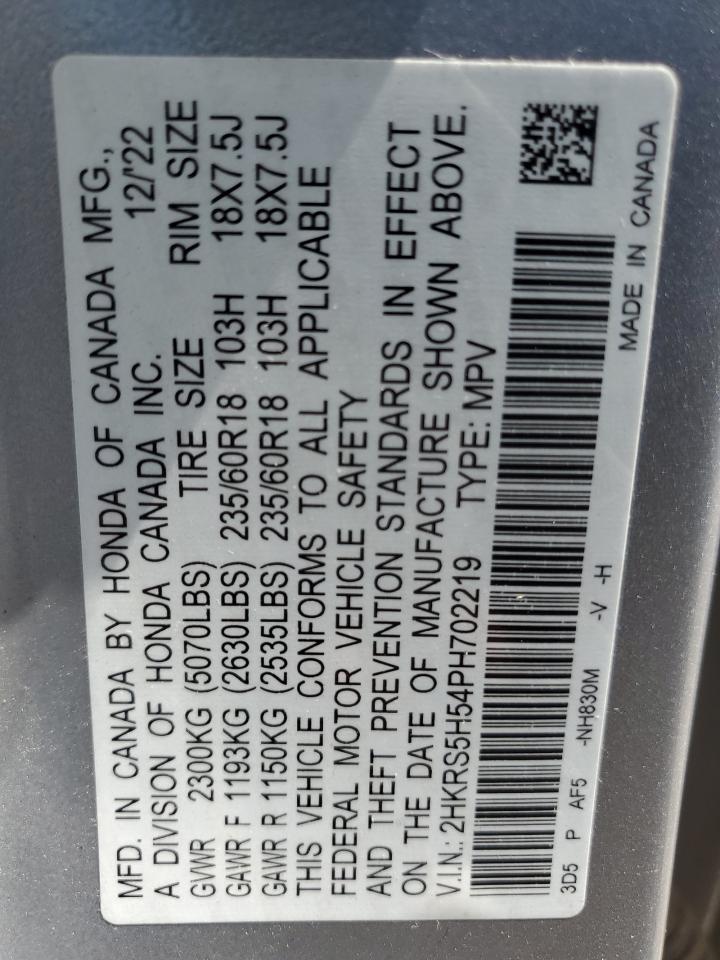 MFD. IN CANADA BY HONDA OF CANADA MFG.,
A DIVISION OF HONDA CANADA INC. 12/'22
GVWR 2300KG (5070LBS) TIRE SIZE RIM SIZE
GAWR F 1193KG (2630LBS) 235/60R18 103H 18X7.5J
GAWR R 1150KG (2535LBS) 235/60R18 103H 18X7.5J
THIS VEHICLE CONFORMS TO ALL APPLICABLE
FEDERAL MOTOR VEHICLE SAFETY
AND THEFT PREVENTION STANDARDS IN EFFECT
ON THE DATE OF MANUFACTURE SHOWN ABOVE.
V.I.N.: 2HKRS5H54PH702219 TYPE: MPV
3D5 P AF5 -NH830M -V -H
MADE IN CANADA